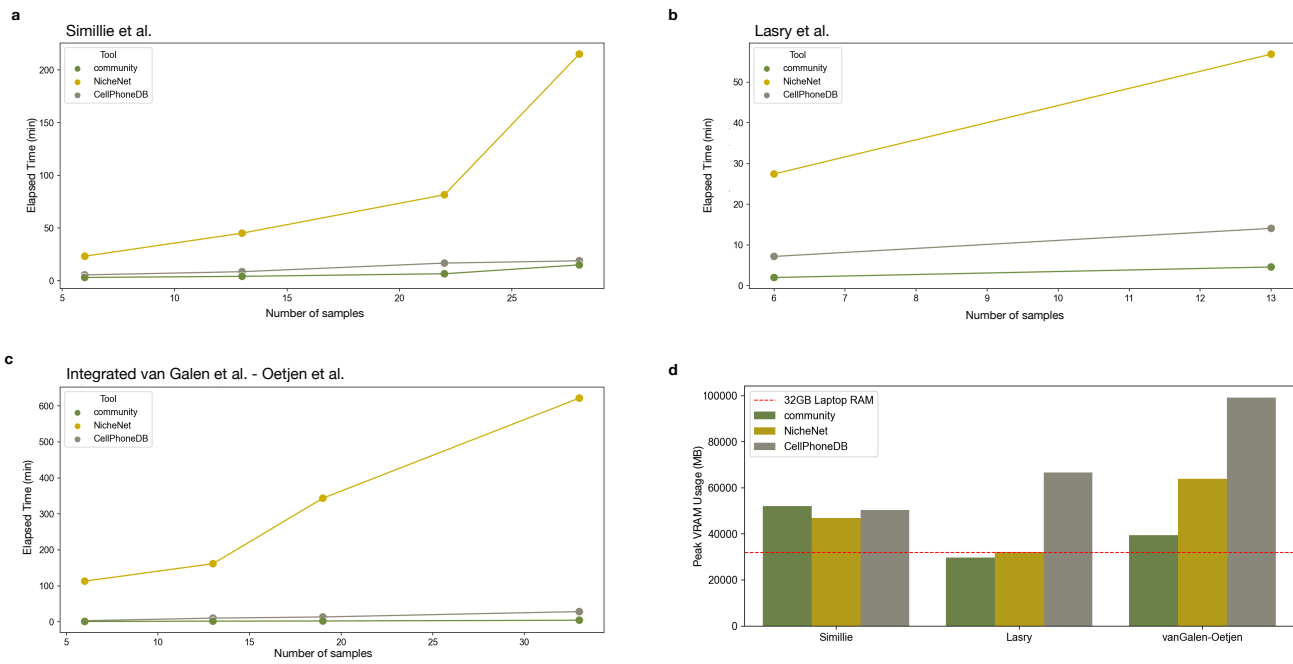 a
Simillie et al.
Tool
community
NicheNet
CellPhoneDB
200
150
100
50
0
Elapsed Time (min)
5
10
15
20
25
Number of samples
b
Lasry et al.
Tool
community
NicheNet
CellPhoneDB
50
40
30
20
10
0
Elapsed Time (min)
6
7
8
9
10
11
12
13
Number of samples
c
Integrated van Galen et al. - Oetjen et al.
Tool
community
NicheNet
CellPhoneDB
600
500
400
300
200
100
0
Elapsed Time (min)
5
10
15
20
25
30
Number of samples
d
32GB Laptop RAM
community
NicheNet
CellPhoneDB
100000
80000
60000
40000
20000
0
Peak VRAM Usage (MB)
Simillie
Lasry
vanGalen-Oetjen